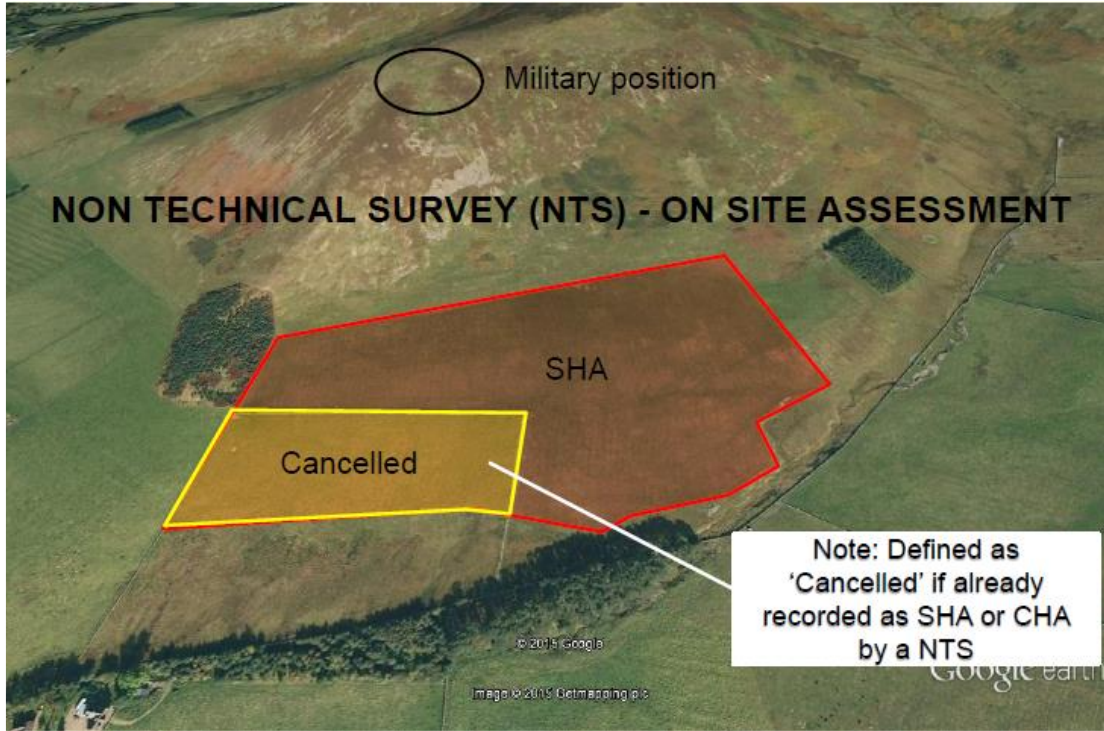 Military position
NON TECHNICAL SURVEY (NTS) - ON SITE ASSESSMENT
SHA
Cancelled
Note: Defined as
‘Cancelled’ if already
recorded as SHA or CHA
by a NTS
© 2015 Google
Image © 2015 Getmapping plc
Google earth